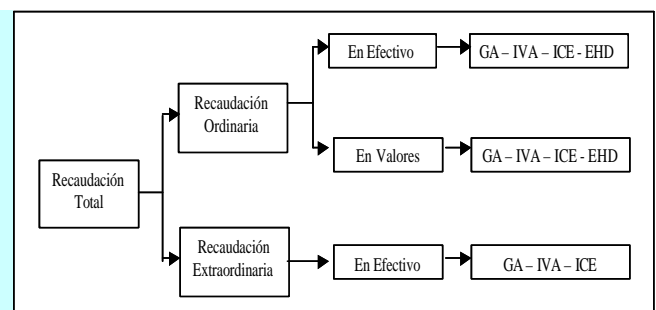 En Efectivo
GA – IVA – ICE - EHD
Recaudación
Ordinaria
En Valores
GA – IVA – ICE - EHD
Recaudación
Total
Recaudación
Extraordinaria
En Efectivo
GA – IVA – ICE